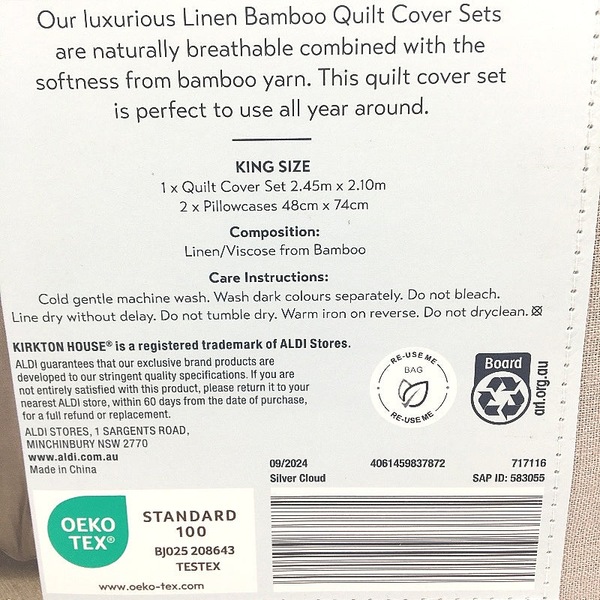 Our luxurious Linen Bamboo Quilt Cover Sets
are naturally breathable combined with the
softness from bamboo yarn. This quilt cover set
is perfect to use all year around.
KING SIZE
1 x Quilt Cover Set 2.45m x 2.10m
2 x Pillowcases 48cm x 74cm
Composition:
Linen/Viscose from Bamboo
Care Instructions:
Cold gentle machine wash. Wash dark colours separately. Do not bleach.
Line dry without delay. Do not tumble dry. Warm iron on reverse. Do not dryclean.
KIRKTON HOUSE® is a registered trademark of ALDI Stores.
ALDI guarantees that our exclusive brand products are
developed to our stringent quality specifications. If you are
not entirely satisfied with this product, please return it to your
nearest ALDI store, within 60 days from the date of purchase,
for a full refund or replacement.
ALDI STORES, 1 SARGENTS ROAD,
MINCHINBURY NSW 2770
www.aldi.com.au
Made in China
RE-USE ME
BAG
RE-USE ME
Board
arl.org.au
09/2024 4061459837872 717116
Silver Cloud SAP ID: 583055
OEKO
TEX®
STANDARD
100
BJ025 208643
TESTEX
www.oeko-tex.com